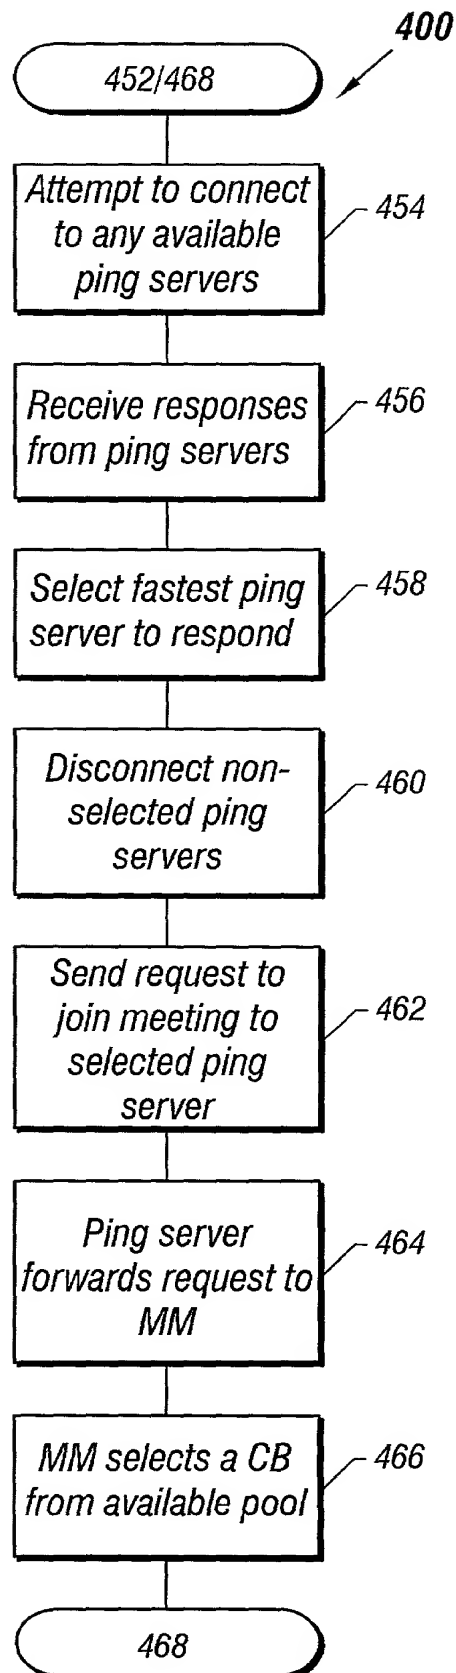 400
452/468
Attempt to connect
to any available
ping servers
454
Receive responses
from ping servers
456
Select fastest ping
server to respond
458
Disconnect non-
selected ping
servers
460
Send request to
join meeting to
selected ping
server
462
Ping server
forwards request to
MM
464
MM selects a CB
from available pool
466
468